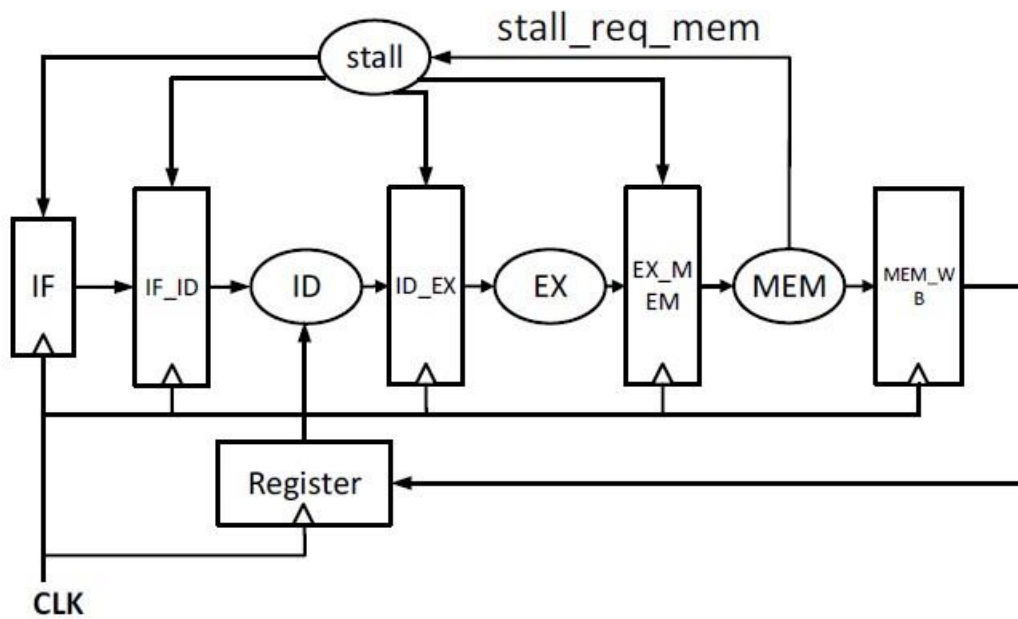 stall_req_mem
stall
IF
IF_ID
ID
ID_EX
EX
EX_M
EM
MEM
MEM_W
B
Register
CLK